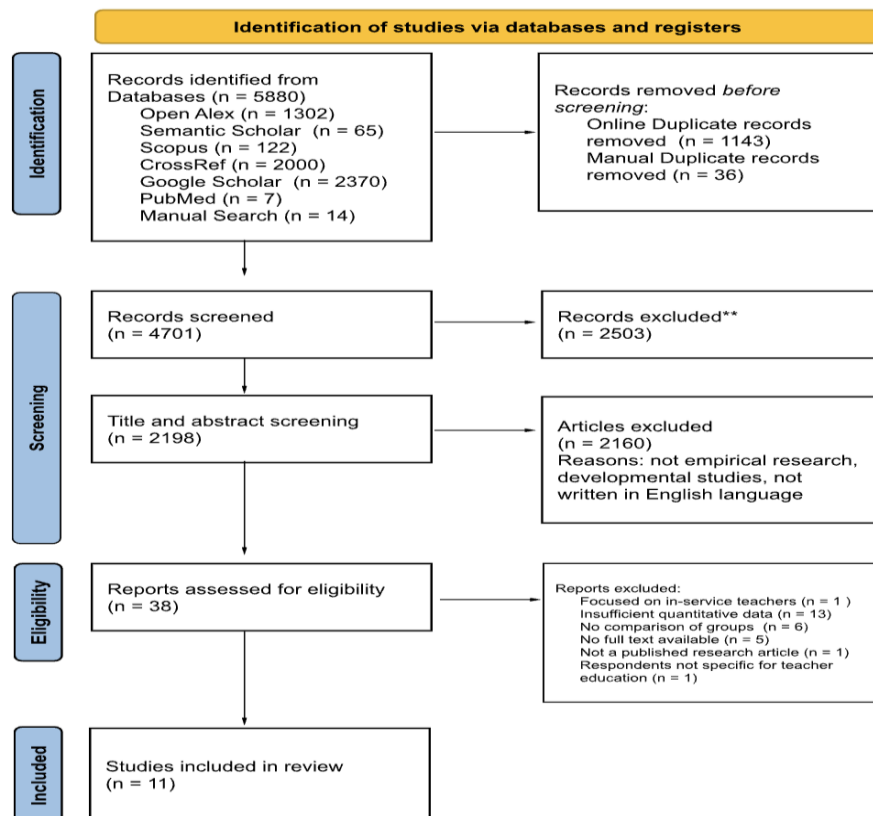 Identification of studies via databases and registers
Identification
Records identified from
Databases (n = 5880)
Open Alex (n = 1302)
Semantic Scholar  (n = 65)
Scopus (n = 122)
CrossRef (n = 2000)
Google Scholar  (n = 2370)
PubMed (n = 7)
Manual Search (n = 14)
Records removed before
screening:
Online Duplicate records
removed  (n = 1143)
Manual Duplicate records
removed (n = 36)
Screening
Records screened
(n = 4701)
Records excluded**
(n = 2503)
Title and abstract screening
(n = 2198)
Articles excluded
(n = 2160)
Reasons: not empirical research,
developmental studies, not
written in English language
Eligibility
Reports assessed for eligibility
(n = 38)
Reports excluded:
Focused on in-service teachers (n = 1 )
Insufficient quantitative data (n = 13)
No comparison of groups  (n = 6)
No full text available (n = 5)
Not a published research article (n = 1)
Respondents not specific for teacher
education (n = 1)
Included
Studies included in review
(n = 11)